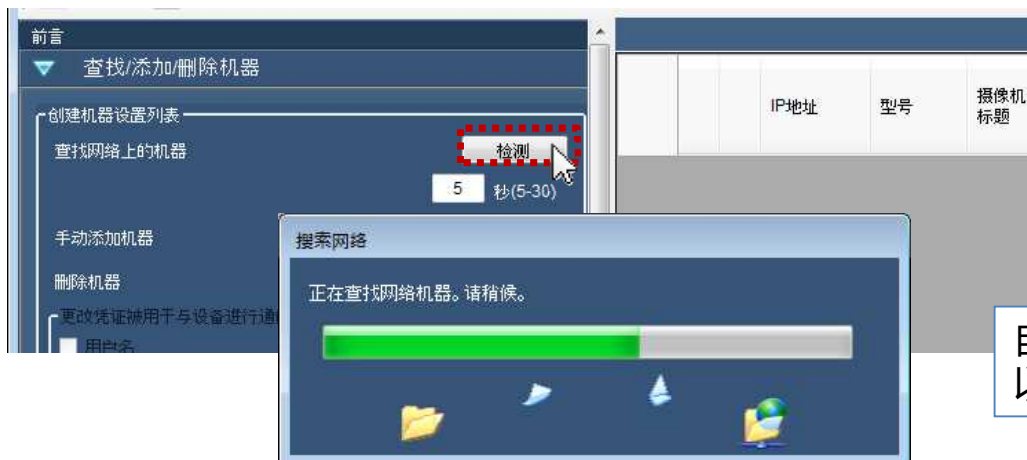 前言
查找/添加/删除机器
创建机器设置列表
查找网络上的机器
检测
5 秒(5-30)
手动添加机器
删除机器
更改凭证被用于与设备进行通
用户名
IP地址
型号
摄像机
标题
搜索网络
正在查找网络机器。请稍候。